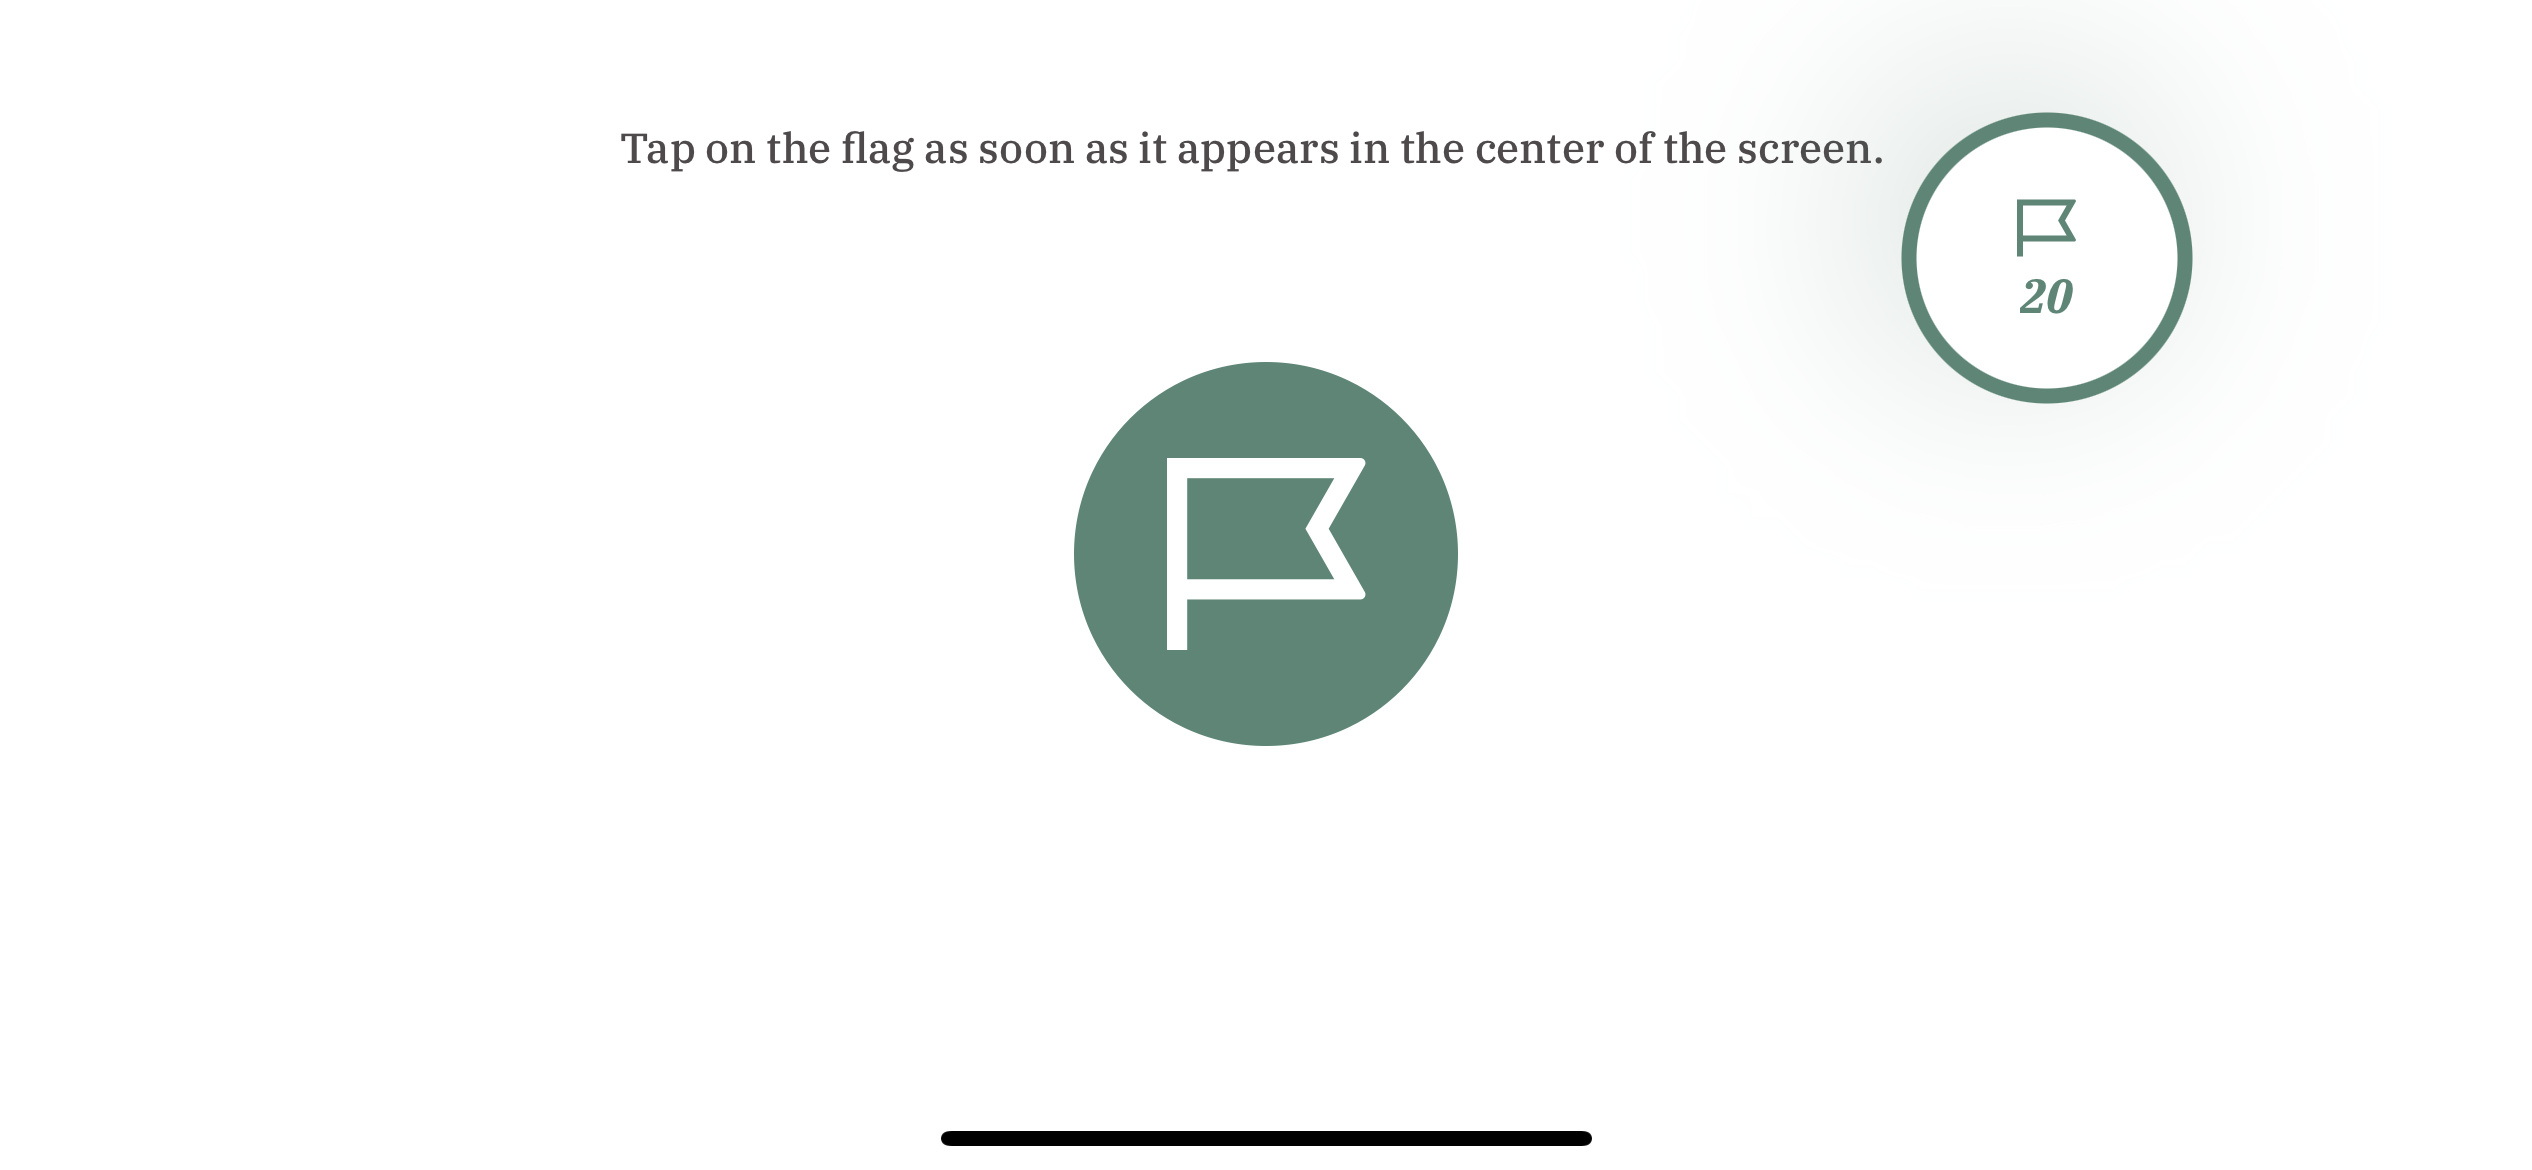 Tap on the flag as soon as it appears in the center of the screen.
20